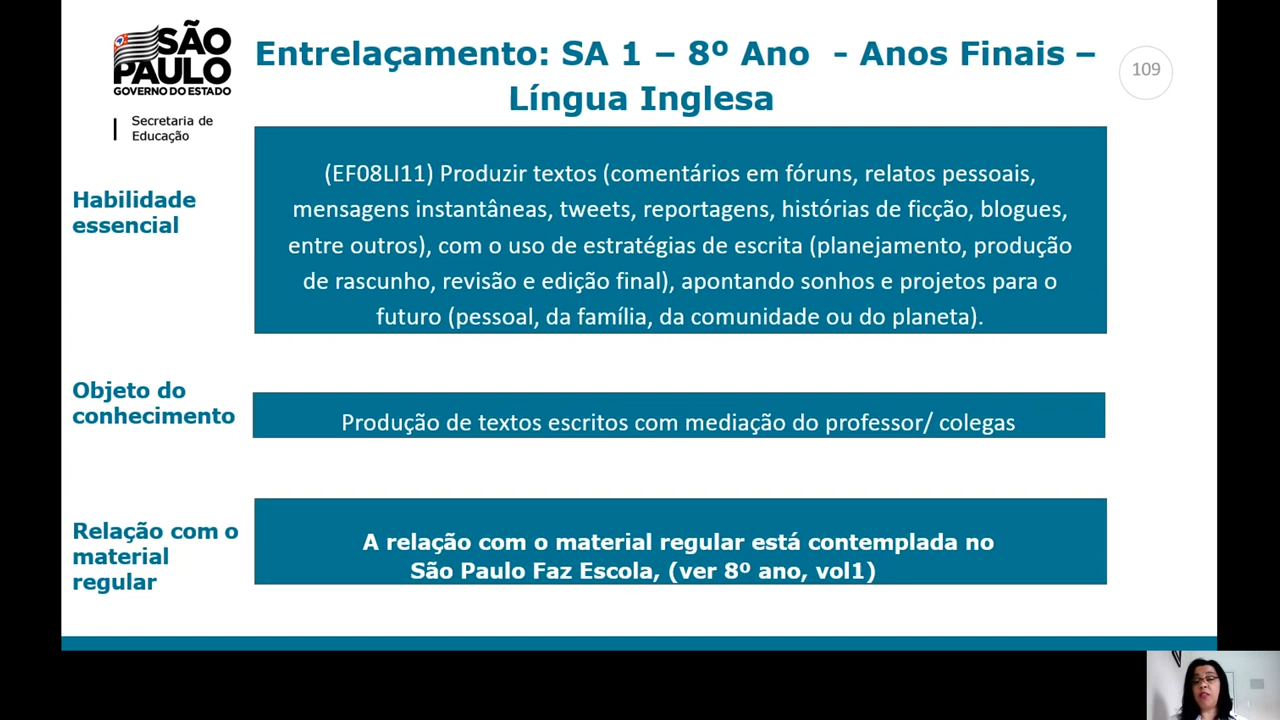 SÃO
PAULO
GOVERNO DO ESTADO
Secretaria de
Educação
Entrelaçamento: SA 1 – 8º Ano - Anos Finais –
Língua Inglesa
109
Habilidade
essencial
(EF08LI11) Produzir textos (comentários em fóruns, relatos pessoais,
mensagens instantâneas, tweets, reportagens, histórias de ficção, blogues,
entre outros), com o uso de estratégias de escrita (planejamento, produção
de rascunho, revisão e edição final), apontando sonhos e projetos para o
futuro (pessoal, da família, da comunidade ou do planeta).
Objeto do
conhecimento
Produção de textos escritos com mediação do professor/ colegas
Relação com o
material
regular
A relação com o material regular está contemplada no
São Paulo Faz Escola, (ver 8º ano, vol1)